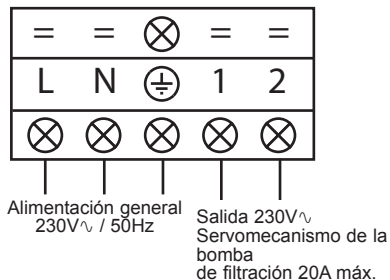 = = = =
L N 1 2
Alimentación general
230V∿ / 50Hz
Salida 230V∿
Servomecanismo de la
bomba
de filtración 20A máx.